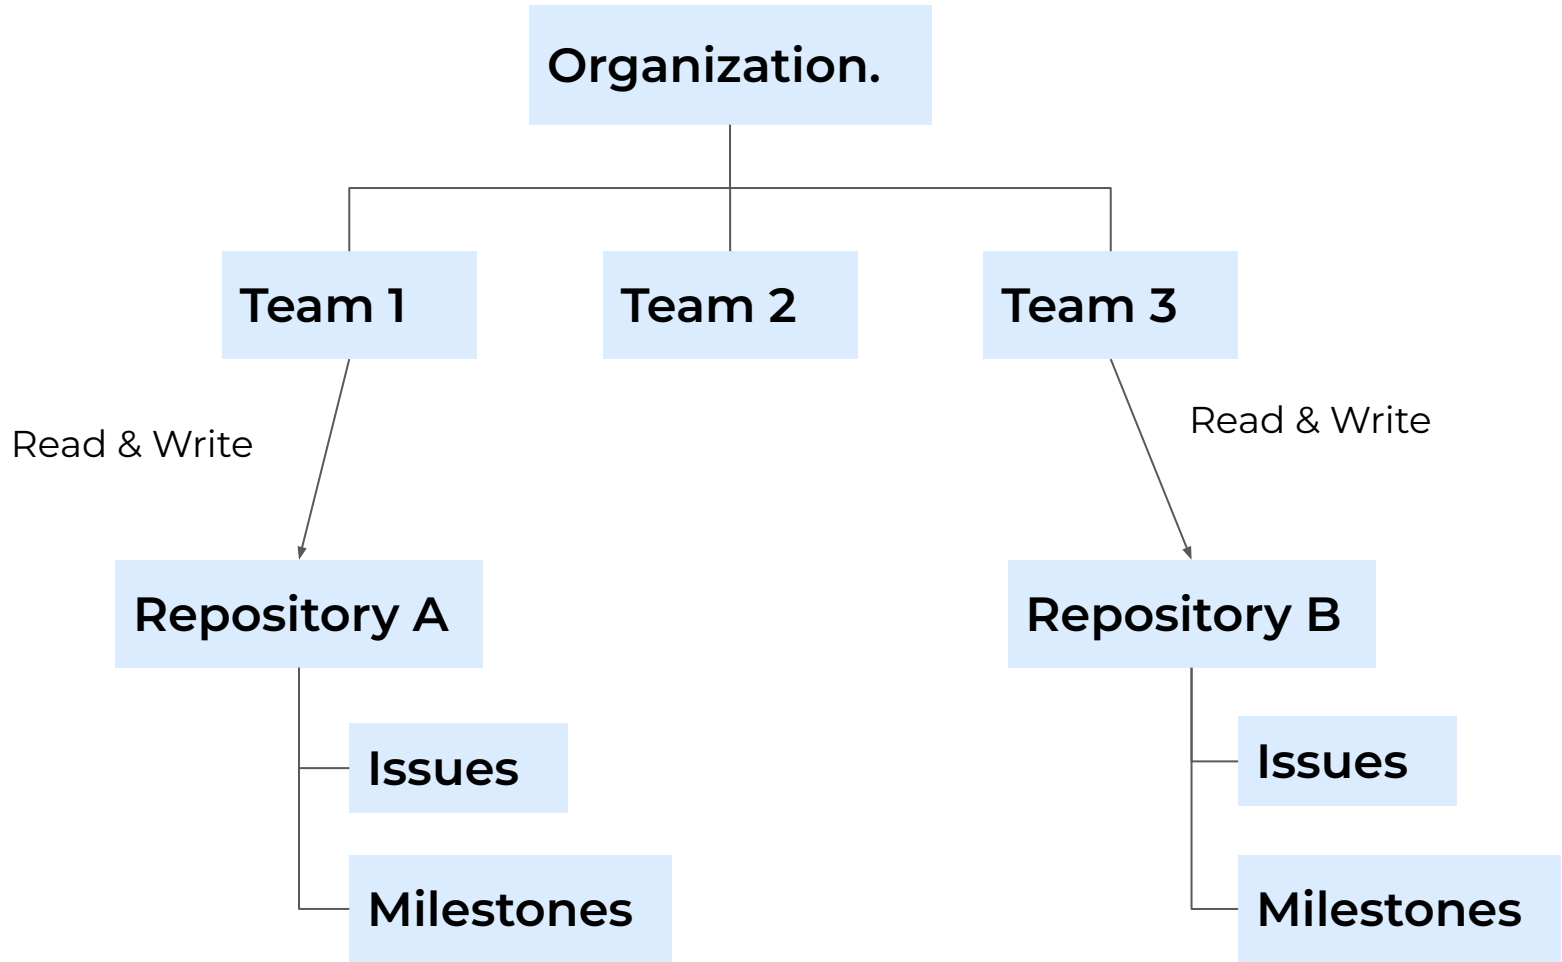 Organization.
Team 1
Team 2
Team 3
Read & Write
Read & Write
Repository A
Repository B
Issues
Issues
Milestones
Milestones